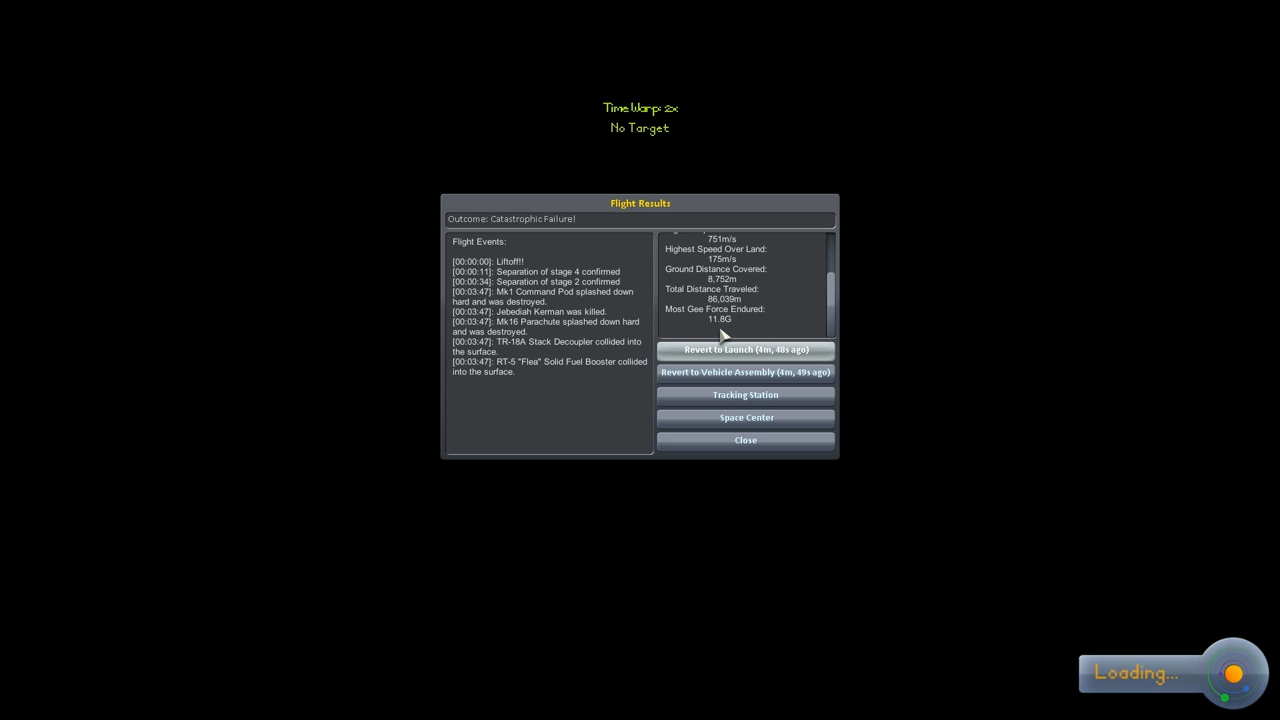 Time Warp: 2x
No Target
Flight Results
Outcome: Catastrophic Failure!
Flight Events:
[00:00:00]: Liftoff!!
[00:00:11]: Separation of stage 4 confirmed
[00:00:34]: Separation of stage 2 confirmed
[00:03:47]: Mk1 Command Pod splashed down
hard and was destroyed.
[00:03:47]: Jebediah Kerman was killed.
[00:03:47]: Mk16 Parachute splashed down hard
and was destroyed.
[00:03:47]: TR-18A Stack Decoupler collided into
the surface.
[00:03:47]: RT-5 "Flea" Solid Fuel Booster collided
into the surface.
751m/s
Highest Speed Over Land:
175m/s
Ground Distance Covered:
8,752m
Total Distance Traveled:
86,039m
Most Gee Force Endured:
11.8G
Revert to Launch (4m, 48s ago)
Revert to Vehicle Assembly (4m, 49s ago)
Tracking Station
Space Center
Close
Loading...